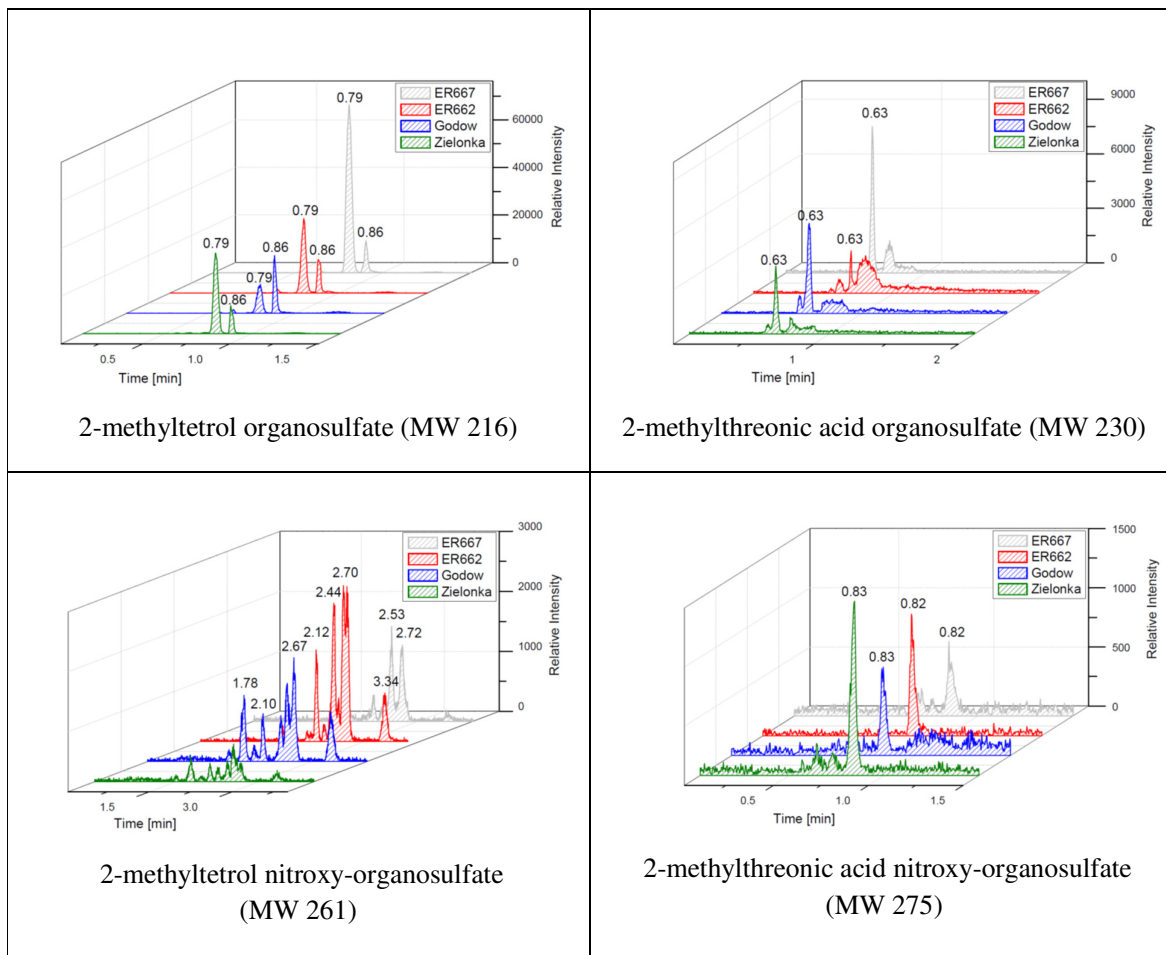 ER667
ER662
Godow
Zielonka
0.79
0.79
0.79
0.79
0.86
0.86
0.86
0.86
60000
40000
20000
0
Relative Intensity
0.5
1.0
1.5
Time [min]
2-methyltetrol organosulfate (MW 216)
ER667
ER662
Godow
Zielonka
0.63
0.63
0.63
0.63
9000
6000
3000
0
Relative Intensity
1
2
Time [min]
2-methylthreonic acid organosulfate (MW 230)
ER667
ER662
Godow
Zielonka
2.70
2.44
2.12
2.67
1.78
2.10
2.53
2.72
3.34
3000
2000
1000
0
Relative Intensity
1.5
3.0
Time [min]
2-methyltetrol nitroxy-organosulfate
(MW 261)
ER667
ER662
Godow
Zielonka
0.83
0.83
0.82
0.82
1500
1000
500
0
Relative Intensity
0.5
1.0
1.5
Time [min]
2-methylthreonic acid nitroxy-organosulfate
(MW 275)